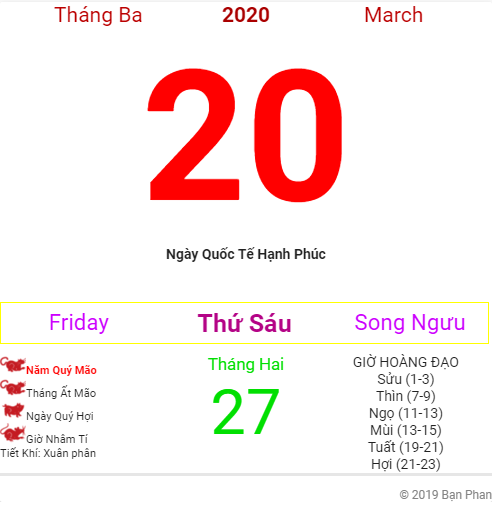 Tháng Ba 2020 March
20
Ngày Quốc Tế Hạnh Phúc
Friday Thứ Sáu Song Ngưu
Năm Quý Mão
Tháng Ất Mão
Ngày Quý Hợi
Giờ Nhâm Tí
Tiết Khí: Xuân phân
Tháng Hai
27
GIỜ HOÀNG ĐẠO
Sửu (1-3)
Thìn (7-9)
Ngọ (11-13)
Mùi (13-15)
Tuất (19-21)
Hợi (21-23)
© 2019 Bạn Phan